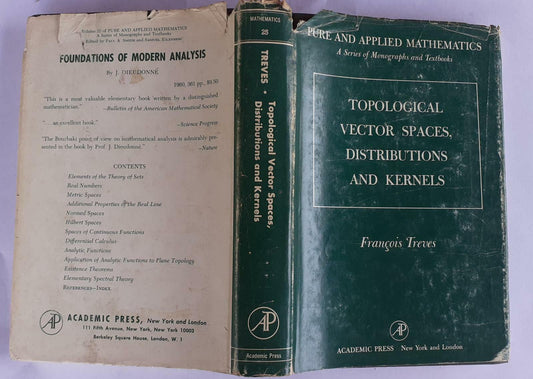 Volume 10 of PURE AND APPLIED MATHEMATICS
A Series of Monographs and Textbooks
Edited by PAUL A. SMITH and SAMUEL EILENBERG
FOUNDATIONS OF MODERN ANALYSIS
By J. DIEUDONNÉ
1960, 361 pp., $8.50
"This is a most valuable elementary book written by a distinguished
mathematician."
—Bulletin of the American Mathematical Society
". . . an excellent book."
—Science Progress
"The Bourbaki point of view on mathematical analysis is admirably pre-
sented in the book by Prof. J. Dieudonné."
—Nature
CONTENTS
Elements of the Theory of Sets
Real Numbers
Metric Spaces
Additional Properties of the Real Line
Normed Spaces
Hilbert Spaces
Spaces of Continuous Functions
Differential Calculus
Analytic Functions
Application of Analytic Functions to Plane Topology
Existence Theorems
Elementary Spectral Theory
REFERENCES—INDEX.
AP
ACADEMIC PRESS, New York and London
111 Fifth Avenue, New York, New York 10003
Berkeley Square House, London, W. 1
MATHEMATICS
25
TREVES • Topological Vector Spaces,
Distributions and Kernels
AP
Academic Press
PURE AND APPLIED MATHEMATICS
A Series of Monographs and Textbooks
TOPOLOGICAL
VECTOR SPACES,
DISTRIBUTIONS
AND KERNELS
François Treves
AP
ACADEMIC PRESS New York and London